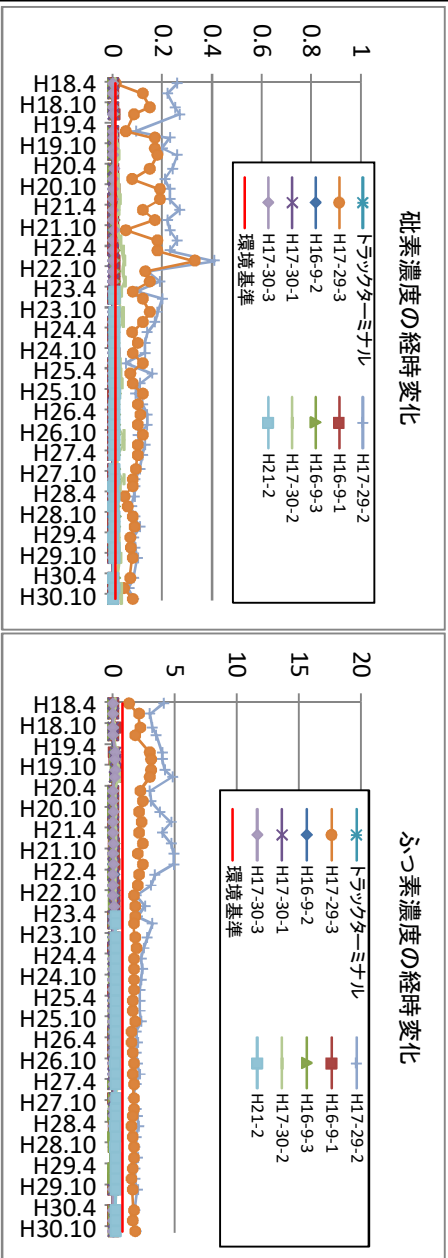 砒素濃度の経時変化
1
0.8
0.6
0.4
0.2
0
トラックターミナル
H17-29-2
H17-29-3
H16-9-1
H16-9-2
H16-9-3
H17-30-1
H17-30-2
H17-30-3
H21-2
環境基準
H18.4
H18.10
H19.4
H19.10
H20.4
H20.10
H21.4
H21.10
H22.4
H22.10
H23.4
H23.10
H24.4
H24.10
H25.4
H25.10
H26.4
H26.10
H27.4
H27.10
H28.4
H28.10
H29.4
H29.10
H30.4
H30.10
ふっ素濃度の経時変化
20
15
10
5
0
トラックターミナル
H17-29-2
H17-29-3
H16-9-1
H16-9-2
H16-9-3
H17-30-1
H17-30-2
H17-30-3
H21-2
環境基準
H18.4
H18.10
H19.4
H19.10
H20.4
H20.10
H21.4
H21.10
H22.4
H22.10
H23.4
H23.10
H24.4
H24.10
H25.4
H25.10
H26.4
H26.10
H27.4
H27.10
H28.4
H28.10
H29.4
H29.10
H30.4
H30.10